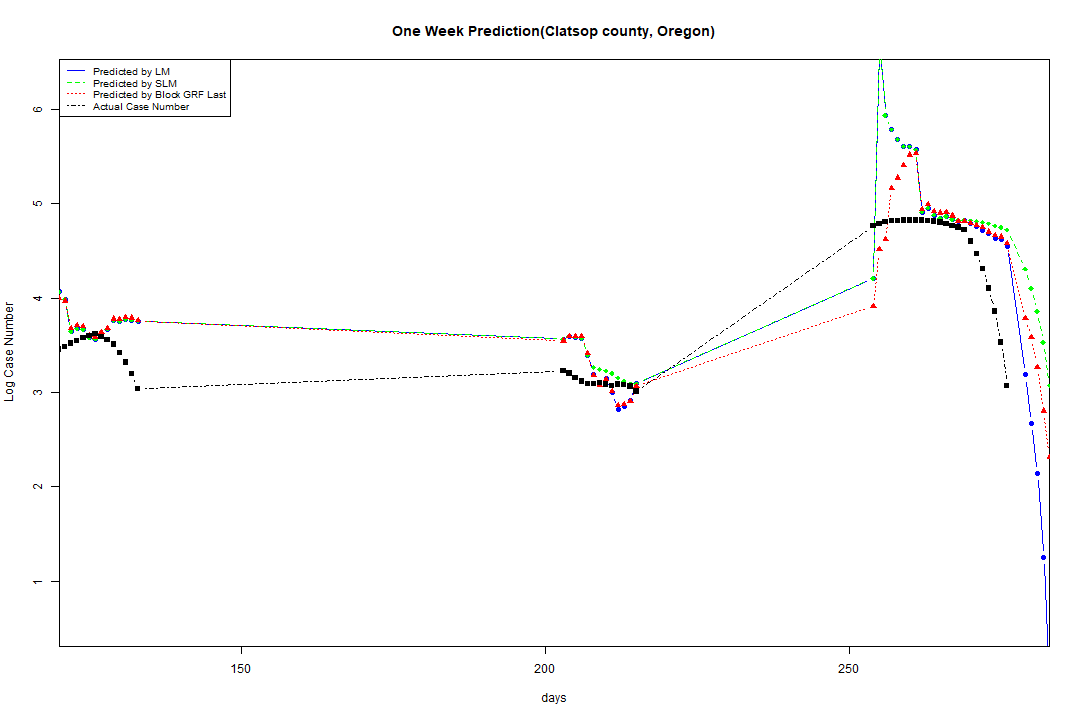 One Week Prediction(Clatsop county, Oregon)
Predicted by LM
Predicted by SLM
Predicted by Block GRF Last
Actual Case Number
6
5
4
3
2
1
Log Case Number
150 200 250
days